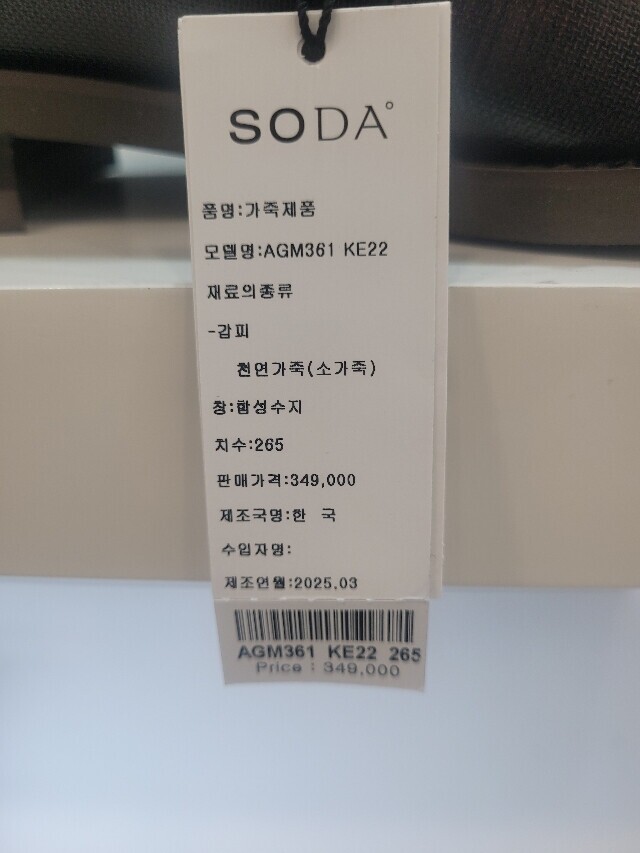 SODA°
품명:가죽제품
모델명:AGM361 KE22
재료의종류
-갑피
천연가죽(소가죽)
창:합성수지
치수:265
판매가격:349,000
제조국명:한 국
수입자명:
제조연월:2025.03
AGM361 KE22 265
Price : 349,000